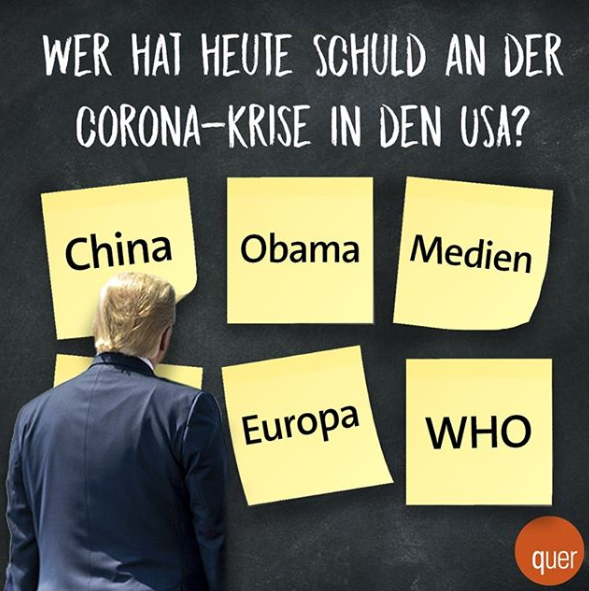 WER HAT HEUTE SCHULD AN DER
CORONA-KRISE IN DEN USA?
China
Obama
Medien
Europa
WHO
quer